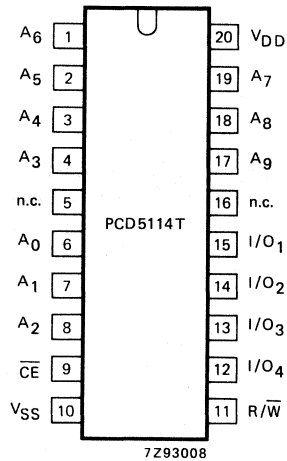 A6 1 20 VDD
A5 2 19 A7
A4 3 18 A8
A3 4 17 A9
n.c. 5 16 n.c.
PCD5114T
A0 6 15 I/O1
A1 7 14 I/O2
A2 8 13 I/O3
C̅E̅ 9 12 I/O4
VSS 10 11 R/W̅
7Z93008